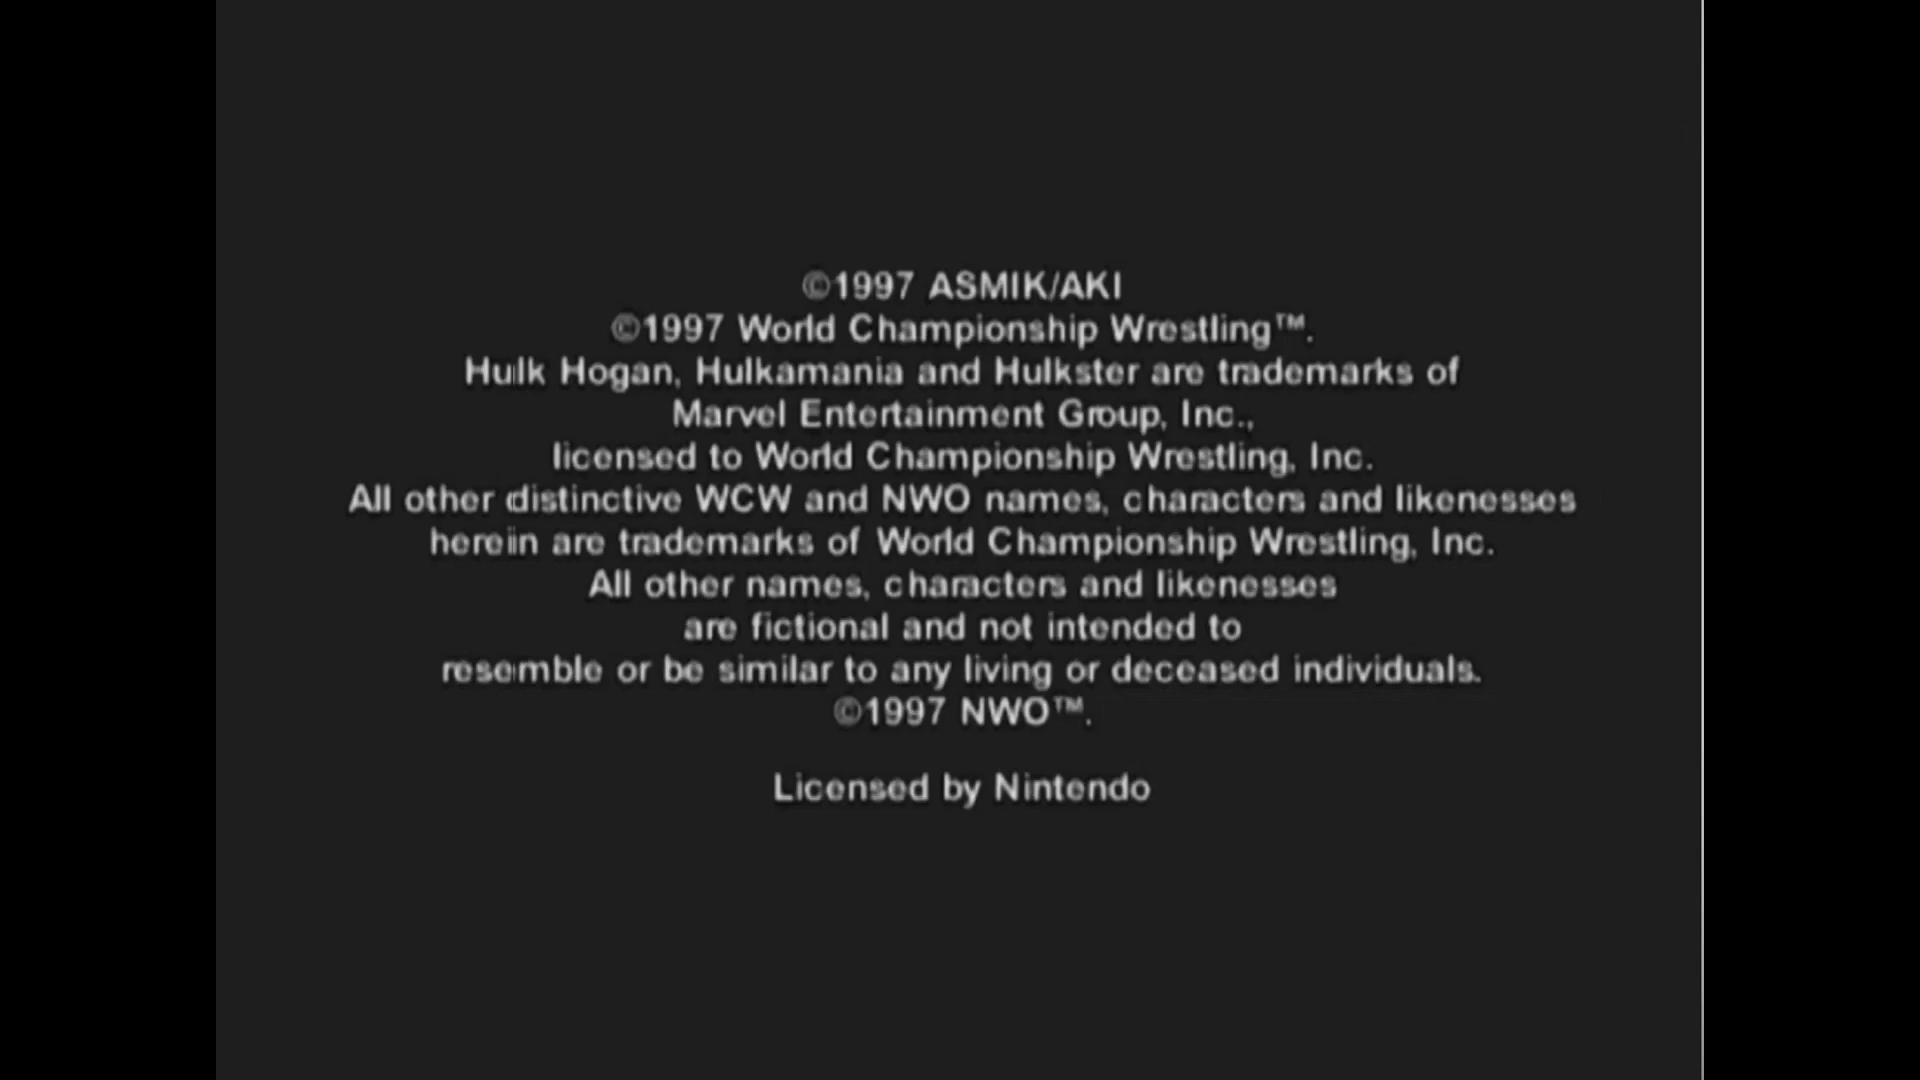 ©1997 ASMIK/AKI
©1997 World Championship Wrestling™.
Hulk Hogan, Hulkamania and Hulkster are trademarks of
Marvel Entertainment Group, Inc.,
licensed to World Championship Wrestling, Inc.
All other distinctive WCW and NWO names, characters and likenesses
herein are trademarks of World Championship Wrestling, Inc.
All other names, characters and likenesses
are fictional and not intended to
resemble or be similar to any living or deceased individuals.
©1997 NWO™.
Licensed by Nintendo